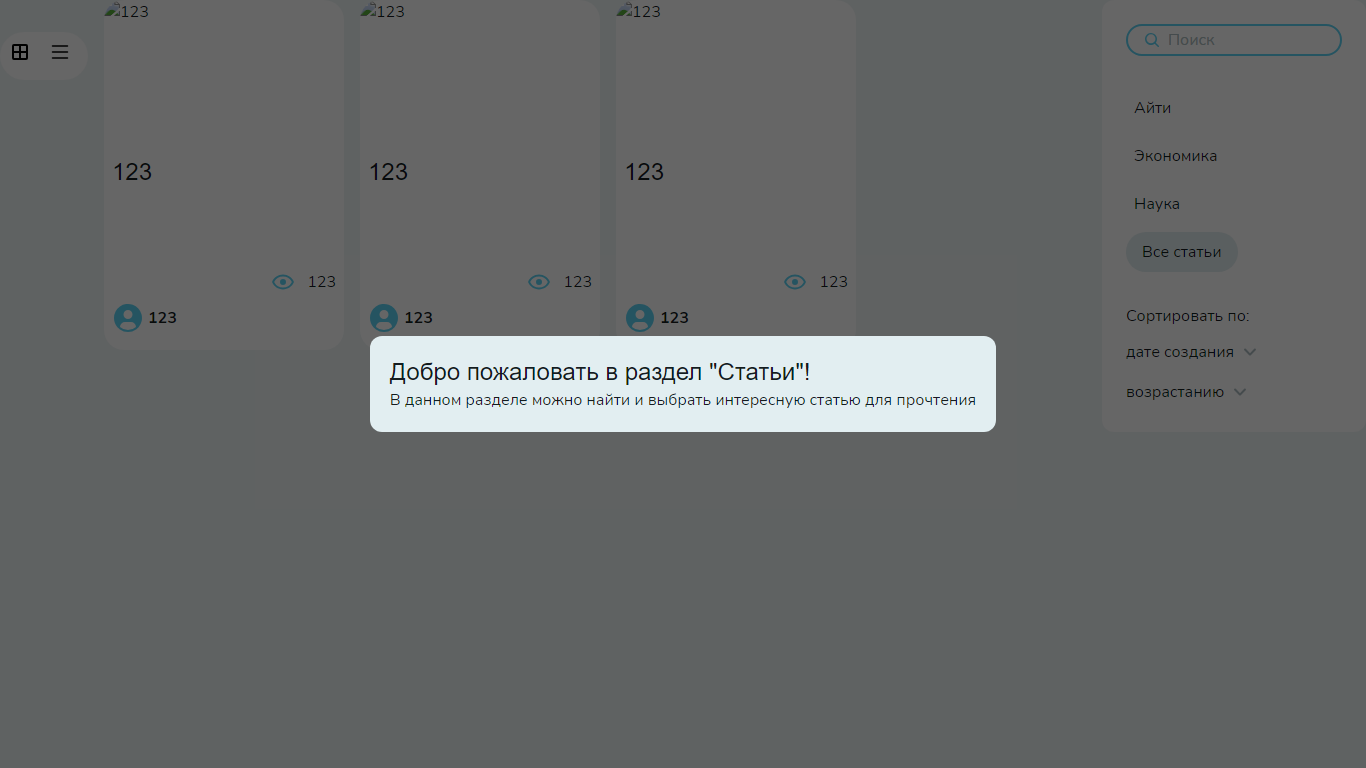 123
123
123
123
123
123
123
123
123
123
123
123
Добро пожаловать в раздел "Статьи"!
В данном разделе можно найти и выбрать интересную статью для прочтения
Поиск
Айти
Экономика
Наука
Все статьи
Сортировать по:
дате создания
возрастанию